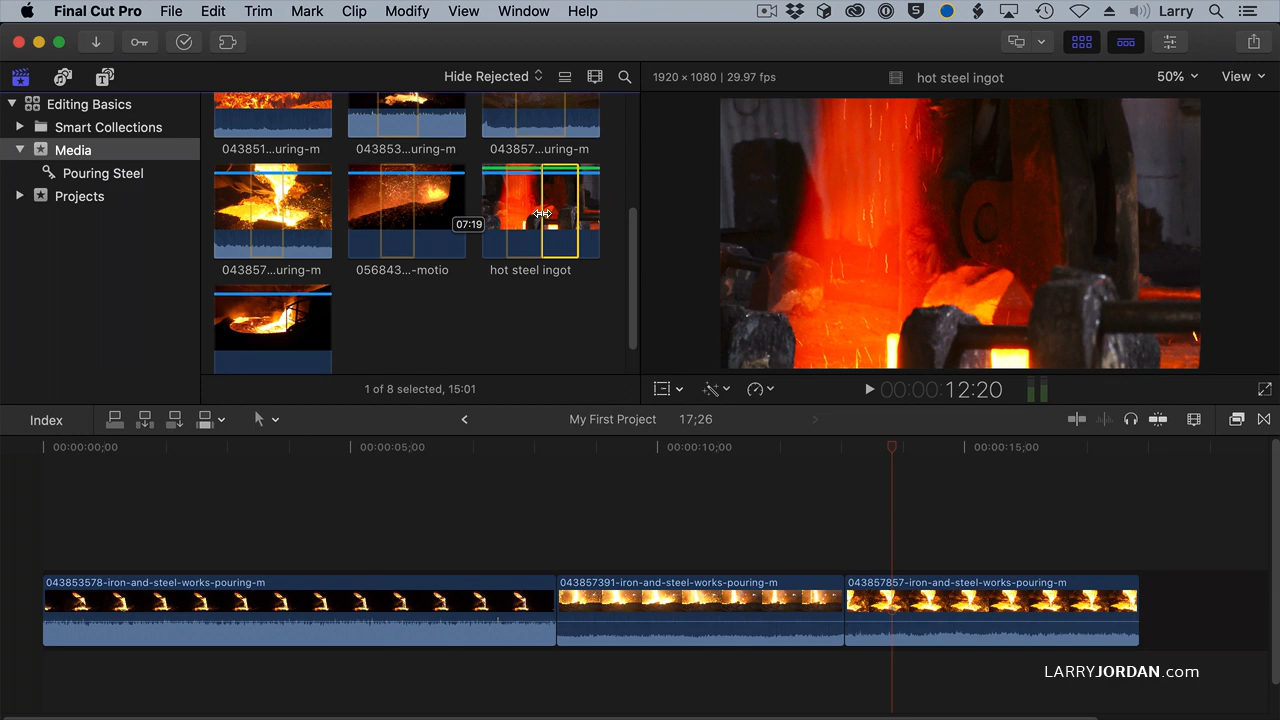 Final Cut Pro File Edit Trim Mark Clip Modify View Window Help Larry
Hide Rejected
1920 × 1080 | 29.97 fps
hot steel ingot
50%
View
Editing Basics
Smart Collections
Media
Pouring Steel
Projects
043851...uring-m
043853...uring-m
043857...uring-m
07:19
043857...uring-m
056843...-motio
hot steel ingot
1 of 8 selected, 15:01
00:00:12:20
Index
My First Project
17;26
00:00:00;00
00:00:05;00
00:00:10;00
00:00:15;00
043853578-iron-and-steel-works-pouring-m
043857391-iron-and-steel-works-pouring-m
043857857-iron-and-steel-works-pouring-m
LARRYJORDAN.com